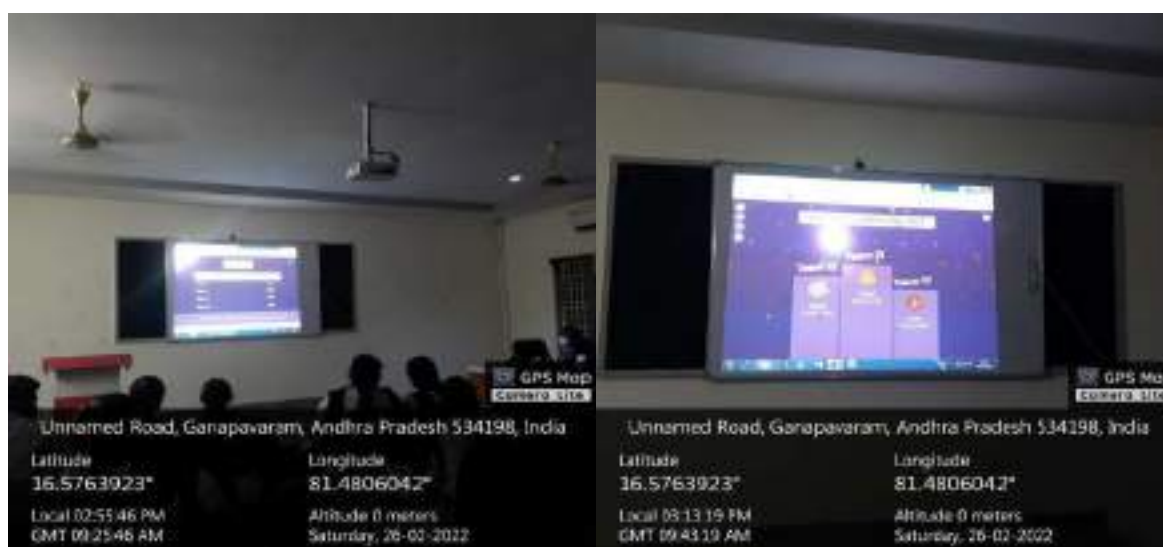 GPS Map
Camera Lite
Unnamed Road, Ganapavaram, Andhra Pradesh 534198, India
Latitude
16.5763923°
Longitude
81.4806042°
Local 02:55:46 PM
GMT 09:25:46 AM
Altitude 0 meters
Saturday, 26-02-2022
GPS Ma
Camera Lite
Unnamed Road, Ganapavaram, Andhra Pradesh 534198, India
Latitude
16.5763923°
Longitude
81.4806042°
Local 03:13:19 PM
GMT 09:43:19 AM
Altitude 0 meters
Saturday, 26-02-2022